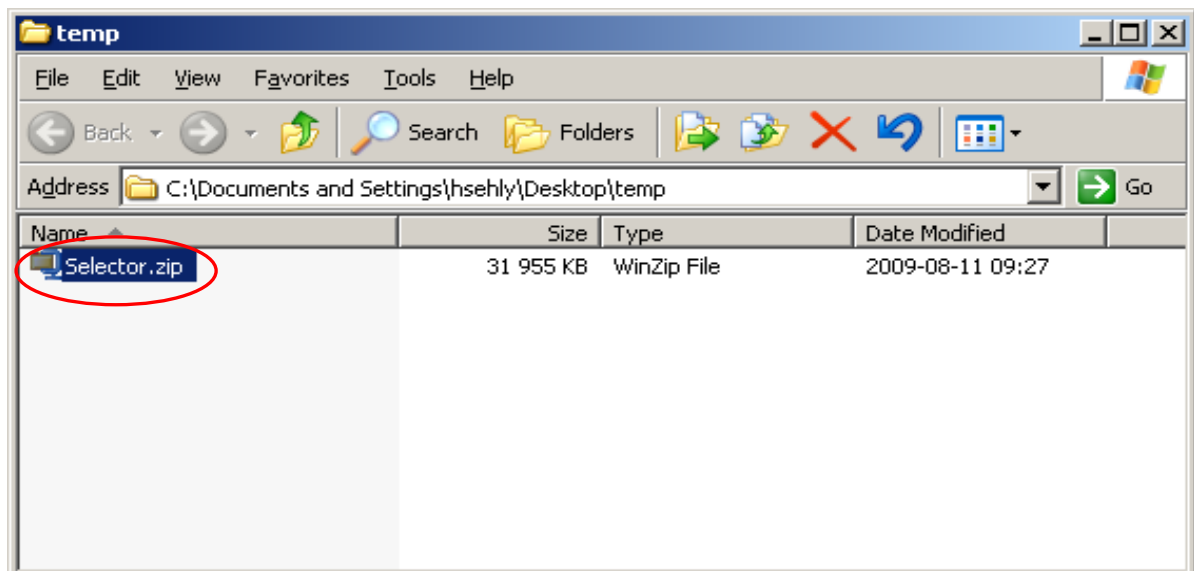 temp
File Edit View Favorites Tools Help
Back Search Folders
Address C:\Documents and Settings\hsehly\Desktop\temp Go
Name Size Type Date Modified
Selector.zip 31 955 KB WinZip File 2009-08-11 09:27